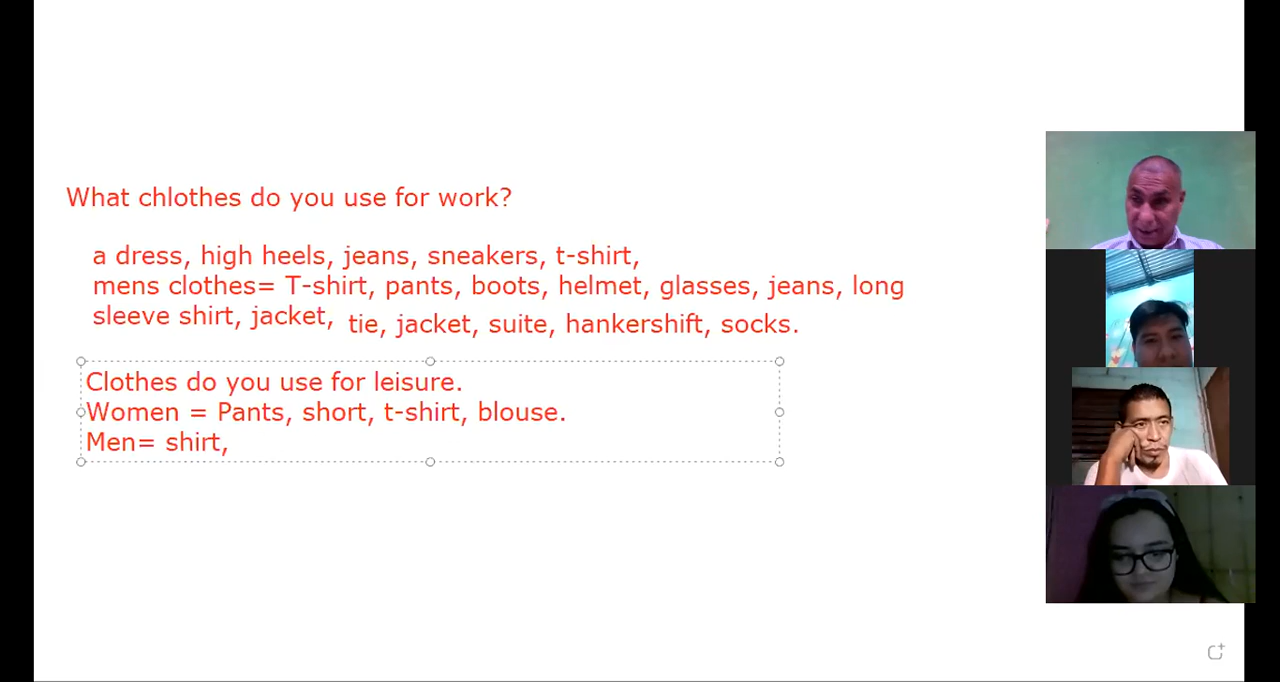 What chlothes do you use for work?
a dress, high heels, jeans, sneakers, t-shirt,
mens clothes= T-shirt, pants, boots, helmet, glasses, jeans, long
sleeve shirt, jacket, tie, jacket, suite, hankershift, socks.
Clothes do you use for leisure.
Women = Pants, short, t-shirt, blouse.
Men= shirt,